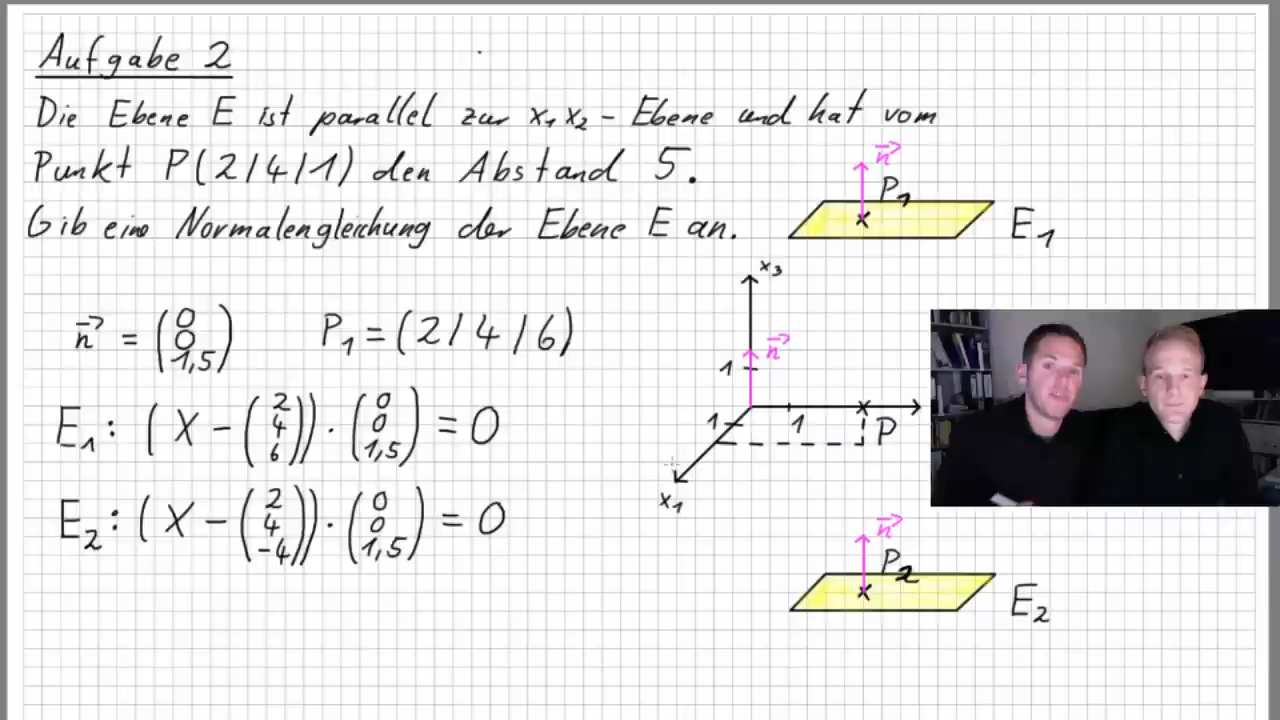 Aufgabe 2
Die Ebene E ist parallel zur x₁x₂-Ebene und hat vom
Punkt P(2/4/1) den Abstand 5.
Gib eine Normalengleichung der Ebene E an.
n⃗ = (0 0 1,5) P₁ = (2/4/6)
E₁: (X - (2 4 6)) · (0 0 1,5) = 0
E₂: (X - (2 4 -4)) · (0 0 1,5) = 0
n⃗
P₁
E₁
x₃
n⃗
1
1
1
P
x₁
n⃗
P₂
E₂